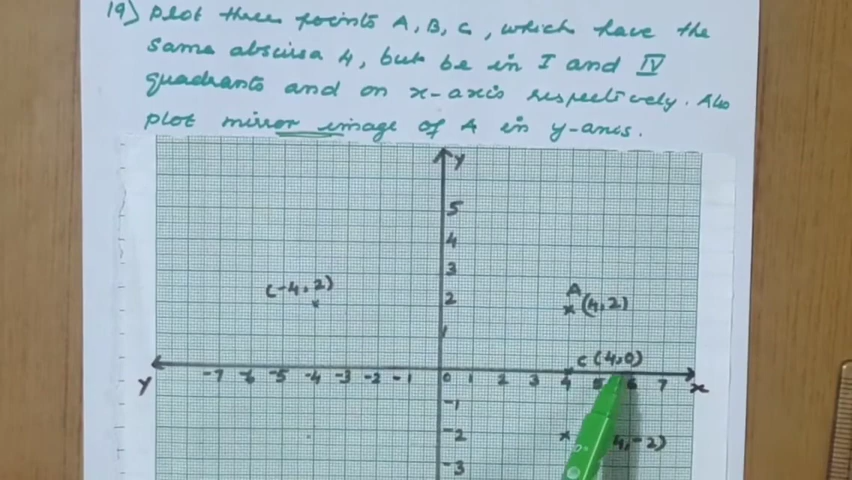 19) Plot three points A, B, C, which have the
same abscissa 4, but be in I and IV
quadrants and on x-axis respectively. Also
plot mirror image of A in y-axis.
Y
5
4
3
(-4,2)
2
A
(4,2)
1
C (4,0)
-7 -6 -5 -4 -3 -2 -1 0 1 2 3 4 5 6 7 x
y
-1
-2
4,-2)
-3